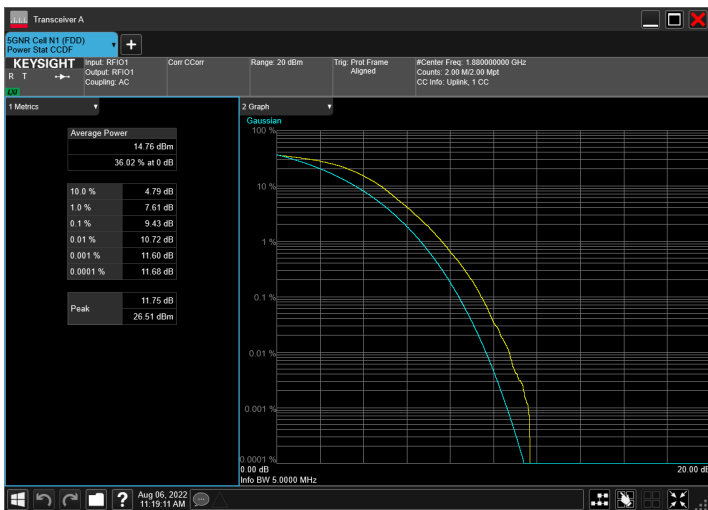 Transceiver A
5GNR Cell N1 (FDD)
Power Stat CCDF
KEYSIGHT
R T
LXI
Input: RFIO1
Output: RFIO1
Coupling: AC
Corr CCorr
Range: 20 dBm
Trig: Prot Frame
Aligned
#Center Freq: 1.880000000 GHz
Counts: 2.00 M/2.00 Mpt
CC Info: Uplink, 1 CC
1 Metrics
Average Power
14.76 dBm
36.02 % at 0 dB
10.0 % 4.79 dB
1.0 % 7.61 dB
0.1 % 9.43 dB
0.01 % 10.72 dB
0.001 % 11.60 dB
0.0001 % 11.68 dB
Peak
11.75 dB
26.51 dBm
2 Graph
Gaussian
100 %
10 %
1 %
0.1 %
0.01 %
0.001 %
0.0001 %
0.00 dB
20.00 dB
Info BW 5.0000 MHz
Aug 06, 2022
11:19:11 AM